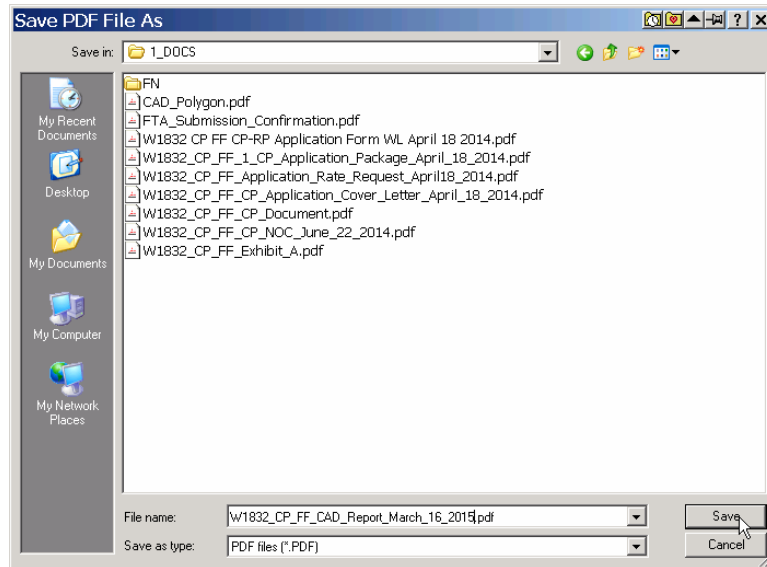 Save PDF File As
?
Save in:
1_DOCS
My Recent
Documents
Desktop
My Documents
My Computer
My Network
Places
FN
CAD_Polygon.pdf
FTA_Submission_Confirmation.pdf
W1832 CP FF CP-RP Application Form WL April 18 2014.pdf
W1832_CP_FF_1_CP_Application_Package_April_18_2014.pdf
W1832_CP_FF_Application_Rate_Request_April18_2014.pdf
W1832_CP_FF_CP_Application_Cover_Letter_April_18_2014.pdf
W1832_CP_FF_CP_Document.pdf
W1832_CP_FF_CP_NOC_June_22_2014.pdf
W1832_CP_FF_Exhibit_A.pdf
File name:
W1832_CP_FF_CAD_Report_March_16_2015.pdf
Save
Save as type:
PDF files (*.PDF)
Cancel